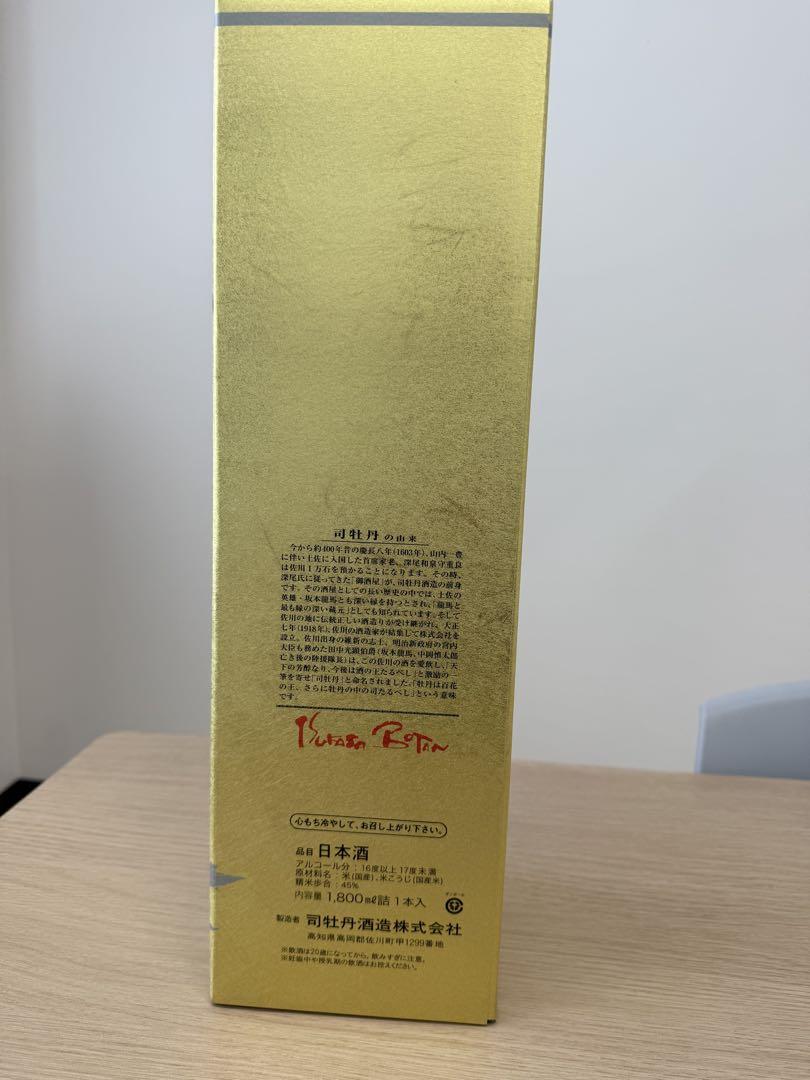 司牡丹の由来
今から約400年昔の慶長八年(1603年)、山内一豊
に伴い土佐に入国した首席家老、深尾和泉守重良
は佐川1万石を預かることになります。その時、
深尾氏に従ってきた「御酒屋」が、司牡丹酒造の前身
です。その酒屋としての長い歴史の中では、土佐の
英雄・坂本龍馬とも深い縁を持つとされ、「龍馬と
最も縁の深い蔵元」としても知られています。そして
佐川の地に伝統正しい酒造りが受け継がれ、大正
七年(1918年)、佐川の酒造家が結集して株式会社を
設立。佐川出身の維新の志士、明治新政府の宮内
大臣も務めた田中光顕伯爵(坂本龍馬、中岡慎太郎
亡き後の陸援隊長)は、この佐川の酒を愛飲し、「天
下の芳醇なり、今後は酒の王たるべし」と激励の一
筆を寄せ「司牡丹」と命名されました。「牡丹は百花
の王、さらに牡丹の中の司たるべし」という意味
です。
Tsukasa BoTan
心もち冷やして、お召し上がり下さい。
品目 日本酒
アルコール分：16度以上17度未満
原材料名：米(国産)、米こうじ(国産米)
精米歩合：45%
内容量 1,800mℓ詰1本入
ダンボール
製造者 司牡丹酒造株式会社
高知県高岡郡佐川町甲1299番地
※飲酒は20歳になってから。飲みすぎに注意。
※妊娠中や授乳期の飲酒はお控えください。